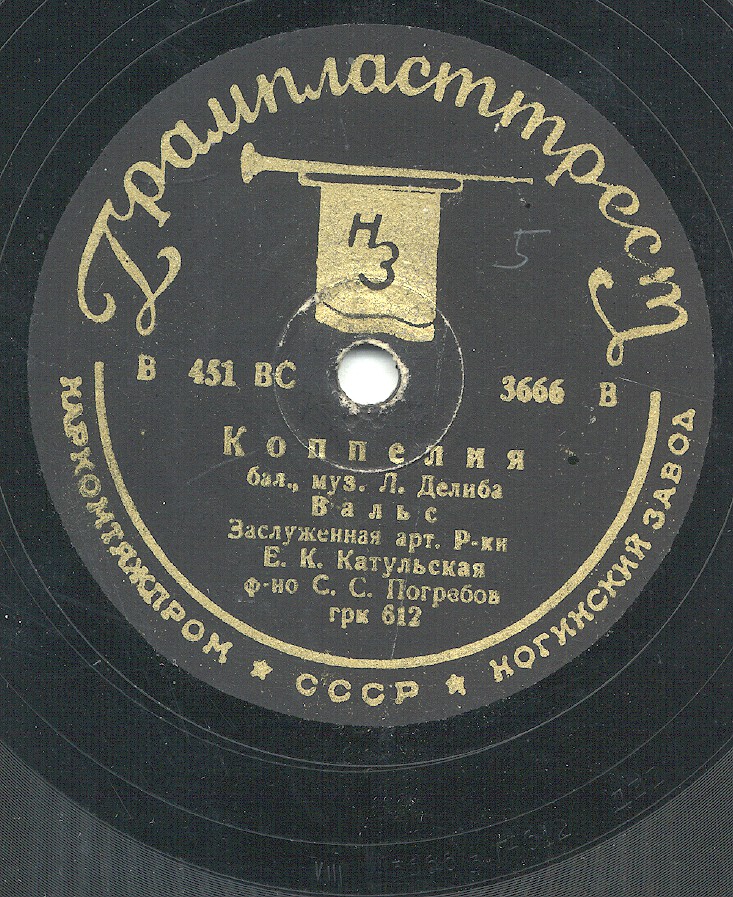 Грампласттрест
НЗ
5
В 451 ВС 3666 В
Коппелия
бал., муз. Л. Делиба
Вальс
Заслуженная арт. Р-ки
Е. К. Катульская
ф-но С. С. Погребов
грк 612
НАРКОМТЯЖПРОМ ★ СССР ★ НОГИНСКИЙ ЗАВОД
VIII